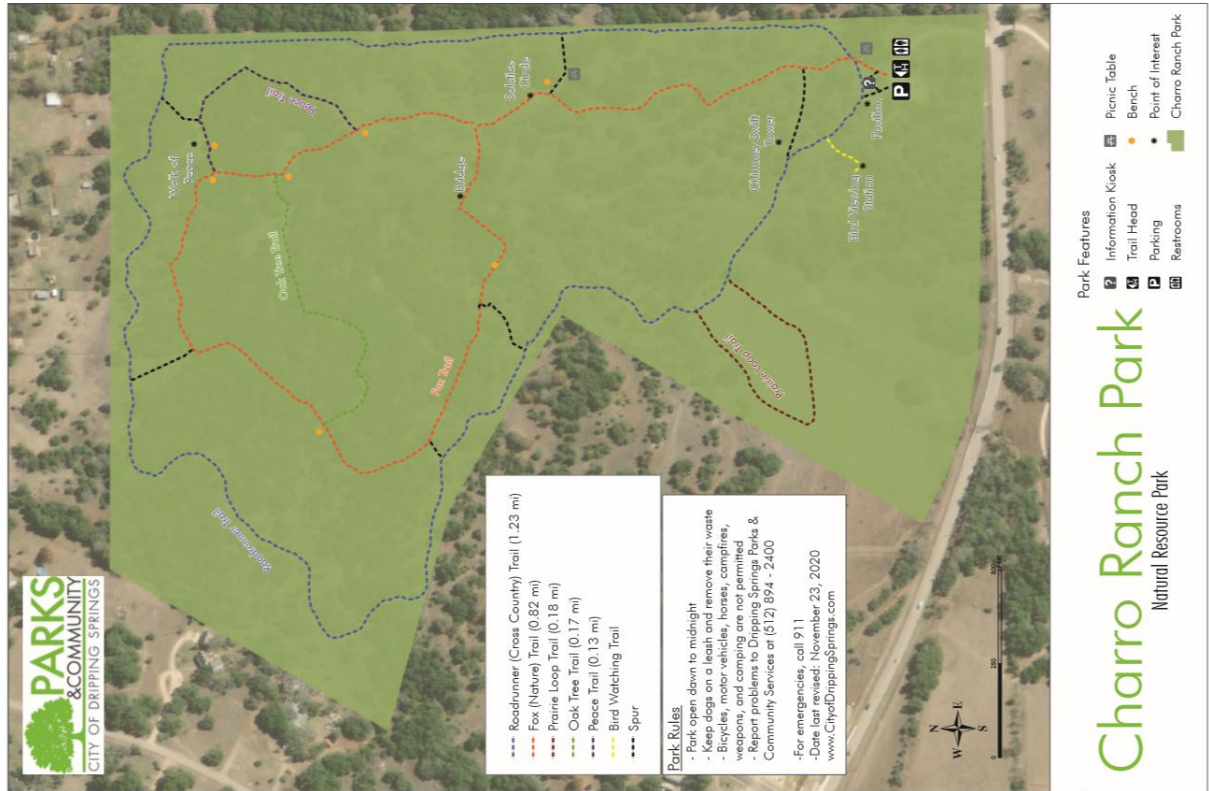 PARKS
&COMMUNITY
CITY OF DRIPPING SPRINGS
Walls of
Peace
Peace Trail
Oak Tree Trail
Roadrunner Trail
Solstice
Circle
Bridge
Fox Trail
Chimney Swift
Tower
Bird Viewing
Station
Pavilion
Prairie Loop Trail
?
P
Roadrunner (Cross Country) Trail (1.23 mi)
Fox (Nature) Trail (0.82 mi)
Prairie Loop Trail (0.18 mi)
Oak Tree Trail (0.17 mi)
Peace Trail (0.13 mi)
Bird Watching Trail
Spur
Park Rules
- Park open dawn to midnight
- Keep dogs on a leash and remove their waste
- Bicycles, motor vehicles, horses, campfires,
weapons, and camping are not permitted
- Report problems to Dripping Springs Parks &
Community Services at (512) 894 - 2400
-For emergencies, call 911
-Date last revised: November 23, 2020
www.CityofDrippingSprings.com
N
W E
S
0
Charro Ranch Park
Natural Resource Park
Park Features
? Information Kiosk
Trail Head
P Parking
Restrooms
Picnic Table
Bench
Point of Interest
Charro Ranch Park